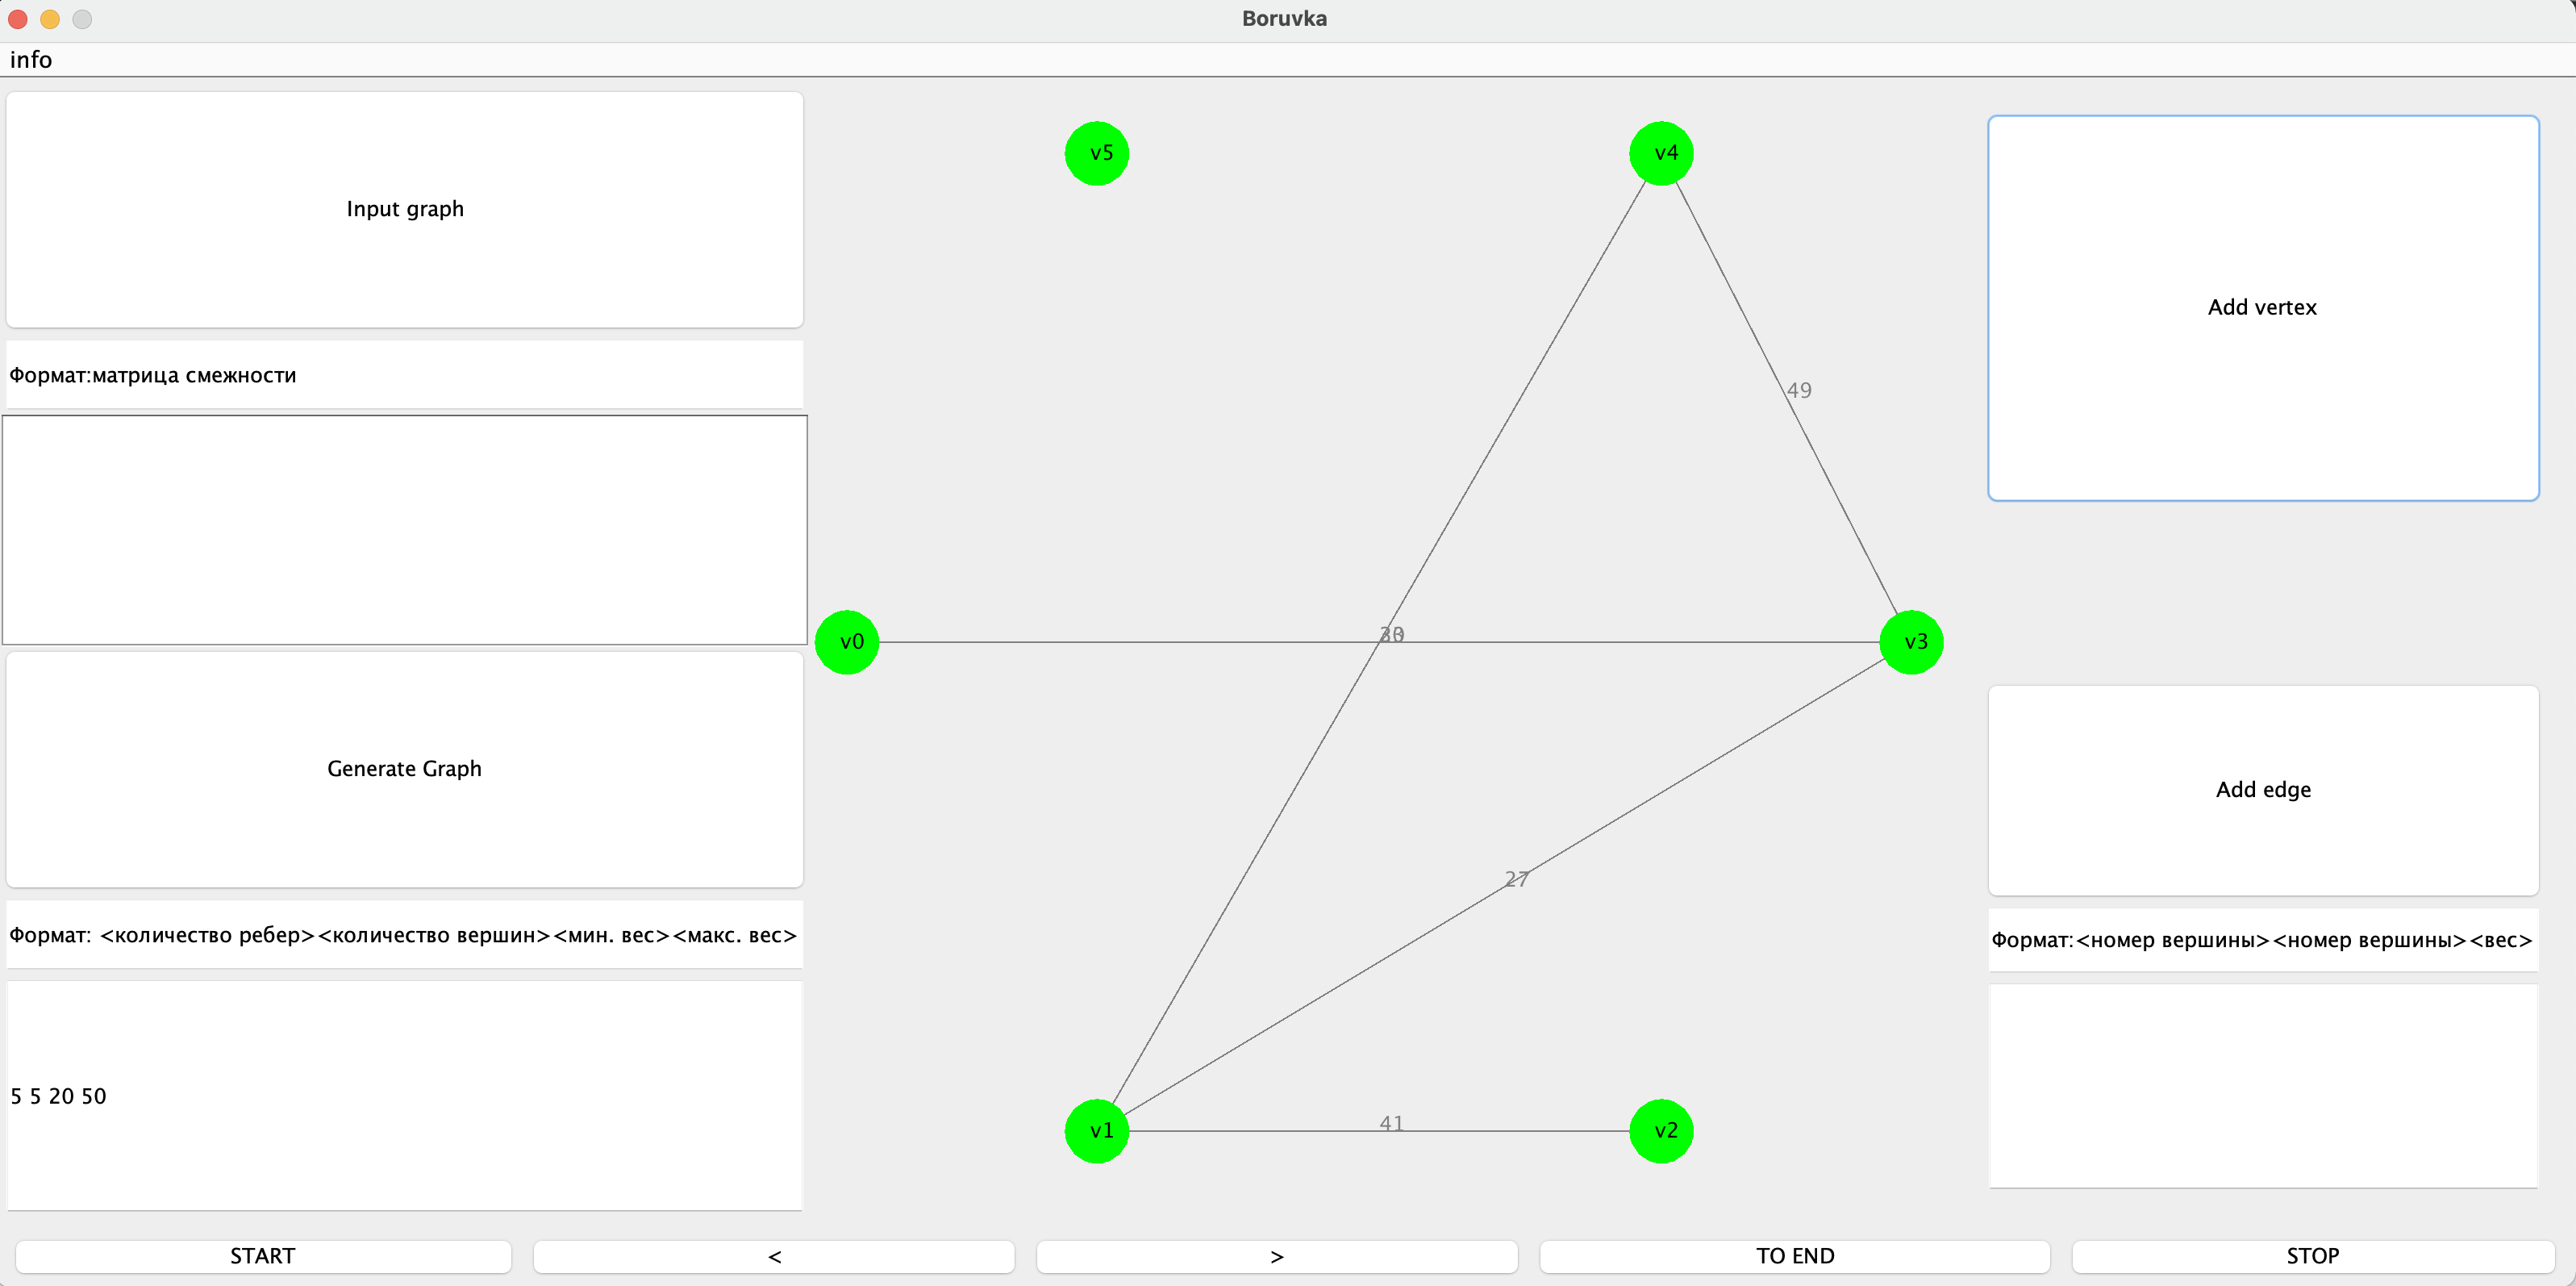 Boruvka
info
Input graph
Формат:матрица смежности
Generate Graph
Формат: <количество ребер><количество вершин><мин. вес><макс. вес>
5 5 20 50
v5
v4
49
v0
v3
27
v1
41
v2
Add vertex
Add edge
Формат:<номер вершины><номер вершины><вес>
START
<
>
TO END
STOP